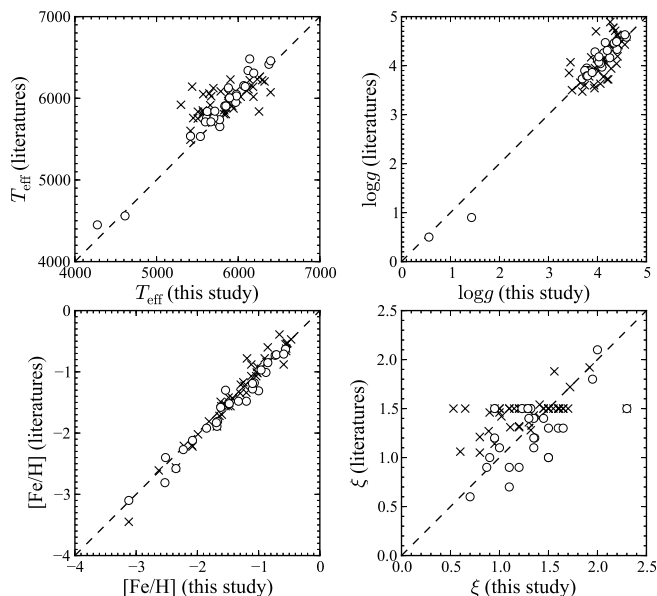 7000
6000
5000
4000
4000 5000 6000 7000
T_eff (literatures)
T_eff (this study)
5
4
3
2
1
0
0 1 2 3 4 5
log g (literatures)
log g (this study)
0
−1
−2
−3
−4
−4 −3 −2 −1 0
[Fe/H] (literatures)
[Fe/H] (this study)
2.5
2.0
1.5
1.0
0.5
0.0
0.0 0.5 1.0 1.5 2.0 2.5
ξ (literatures)
ξ (this study)